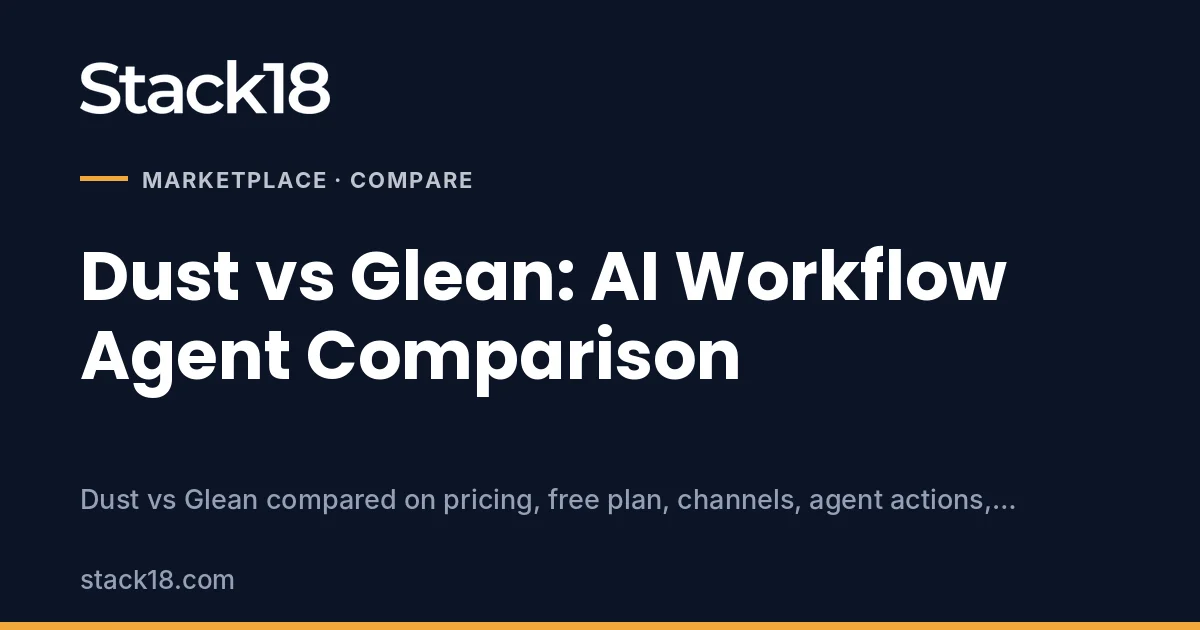 Stack18
MARKETPLACE · COMPARE
Dust vs Glean: AI Workflow
Agent Comparison
Dust vs Glean compared on pricing, free plan, channels, agent actions,...
stack18.com